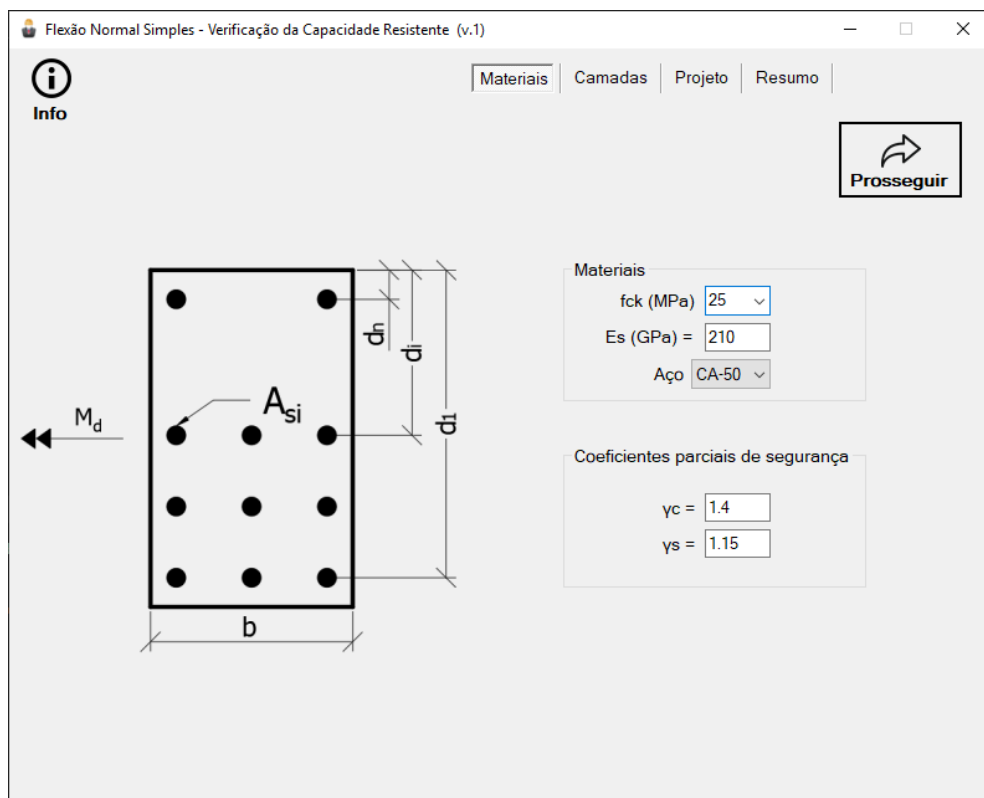 Flexão Normal Simples - Verificação da Capacidade Resistente (v.1)
Info
Materiais Camadas Projeto Resumo
Prosseguir
Materiais
fck (MPa) 25
Es (GPa) = 210
Aço CA-50
dn
di
d1
Asi
Md
Coeficientes parciais de segurança
γc = 1.4
γs = 1.15
b